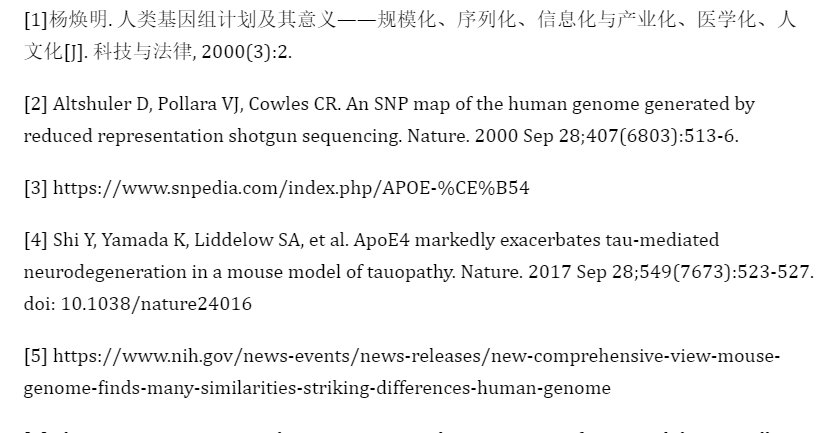 [1]杨焕明. 人类基因组计划及其意义——规模化、序列化、信息化与产业化、医学化、人
文化[J]. 科技与法律, 2000(3):2.
[2] Altshuler D, Pollara VJ, Cowles CR. An SNP map of the human genome generated by
reduced representation shotgun sequencing. Nature. 2000 Sep 28;407(6803):513-6.
[3] https://www.snpedia.com/index.php/APOE-%CE%B54
[4] Shi Y, Yamada K, Liddelow SA, et al. ApoE4 markedly exacerbates tau-mediated
neurodegeneration in a mouse model of tauopathy. Nature. 2017 Sep 28;549(7673):523-527.
doi: 10.1038/nature24016
[5] https://www.nih.gov/news-events/news-releases/new-comprehensive-view-mouse-
genome-finds-many-similarities-striking-differences-human-genome